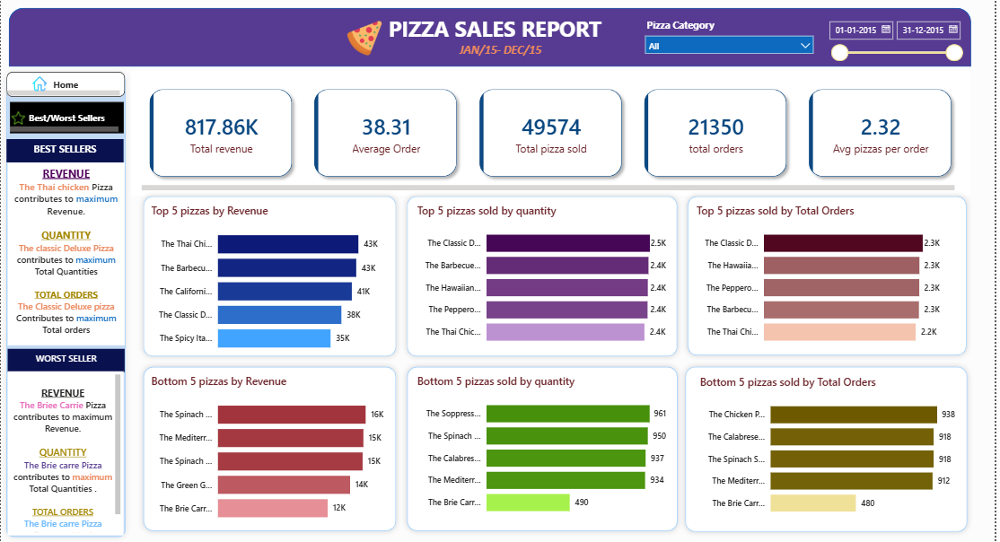 PIZZA SALES REPORT
JAN/15- DEC/15
Pizza Category
All
01-01-2015
31-12-2015
Home
Best/Worst Sellers
BEST SELLERS
REVENUE
The Thai chicken Pizza
contributes to maximum
Revenue.
QUANTITY
The classic Deluxe Pizza
contributes to maximum
Total Quantities
TOTAL ORDERS
The Classic Deluxe pizza
Contributes to maximum
Total orders
WORST SELLER
REVENUE
The Briee Carrie Pizza
contributes to maximum
Revenue.
QUANTITY
The Brie carre Pizza
contributes to maximum
Total Quantities .
TOTAL ORDERS
The Brie carre Pizza
817.86K
Total revenue
38.31
Average Order
49574
Total pizza sold
21350
total orders
2.32
Avg pizzas per order
Top 5 pizzas by Revenue
The Thai Chi... 43K
The Barbecu... 43K
The Californi... 41K
The Classic D... 38K
The Spicy Ita... 35K
Top 5 pizzas sold by quantity
The Classic D... 2.5K
The Barbecue... 2.4K
The Hawaiian... 2.4K
The Peppero... 2.4K
The Thai Chic... 2.4K
Top 5 pizzas sold by Total Orders
The Classic D... 2.3K
The Hawaiia... 2.3K
The Peppero... 2.3K
The Barbecu... 2.3K
The Thai Chi... 2.2K
Bottom 5 pizzas by Revenue
The Spinach ... 16K
The Mediterr... 15K
The Spinach ... 15K
The Green G... 14K
The Brie Carr... 12K
Bottom 5 pizzas sold by quantity
The Soppress... 961
The Spinach ... 950
The Calabres... 937
The Mediterr... 934
The Brie Carr... 490
Bottom 5 pizzas sold by Total Orders
The Chicken P... 938
The Calabrese... 918
The Spinach S... 918
The Mediterr... 912
The Brie Carr... 480